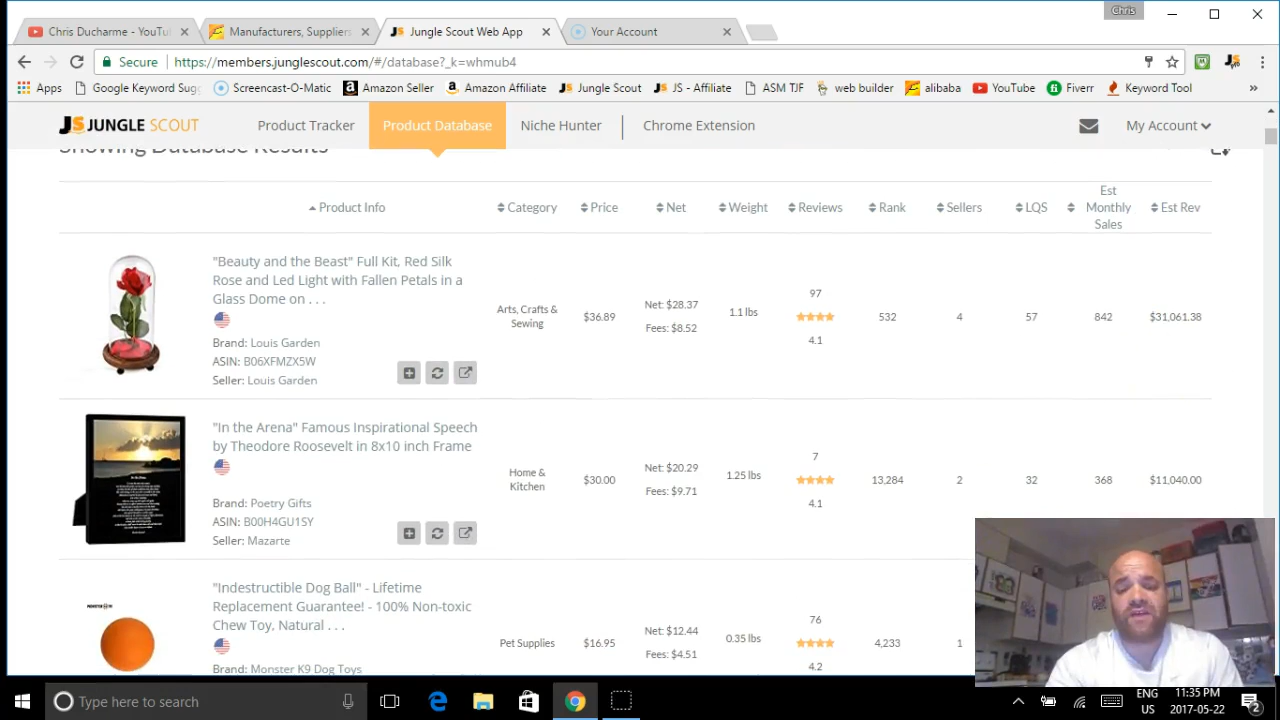 Chris
Chris Ducharme - YouTu
Manufacturers, Suppliers
Jungle Scout Web App
Your Account
Secure
https://members.junglescout.com/#/database?_k=whmub4
Apps
Google Keyword Sugg
Screencast-O-Matic
Amazon Seller
Amazon Affiliate
Jungle Scout
JS - Affiliate
ASM TJF
web builder
alibaba
YouTube
Fiverr
Keyword Tool
»
JS JUNGLE SCOUT
Product Tracker
Product Database
Niche Hunter
Chrome Extension
My Account
Showing Database Results
Product Info
Category
Price
Net
Weight
Reviews
Rank
Sellers
LQS
Est
Monthly
Sales
Est Rev
"Beauty and the Beast" Full Kit, Red Silk
Rose and Led Light with Fallen Petals in a
Glass Dome on . . .
Brand: Louis Garden
ASIN: B06XFMZX5W
Seller: Louis Garden
Arts, Crafts &
Sewing
$36.89
Net: $28.37
Fees: $8.52
1.1 lbs
97
4.1
532
4
57
842
$31,061.38
"In the Arena" Famous Inspirational Speech
by Theodore Roosevelt in 8x10 inch Frame
Brand: Poetry Gifts
ASIN: B00H4GU1SY
Seller: Mazarte
Home &
Kitchen
$30.00
Net: $20.29
Fees: $9.71
1.25 lbs
7
4.1
13,284
2
32
368
$11,040.00
"Indestructible Dog Ball" - Lifetime
Replacement Guarantee! - 100% Non-toxic
Chew Toy, Natural . . .
Brand: Monster K9 Dog Toys
Pet Supplies
$16.95
Net: $12.44
Fees: $4.51
0.35 lbs
76
4.2
4,233
1
Type here to search
ENG
US
11:35 PM
2017-05-22
2